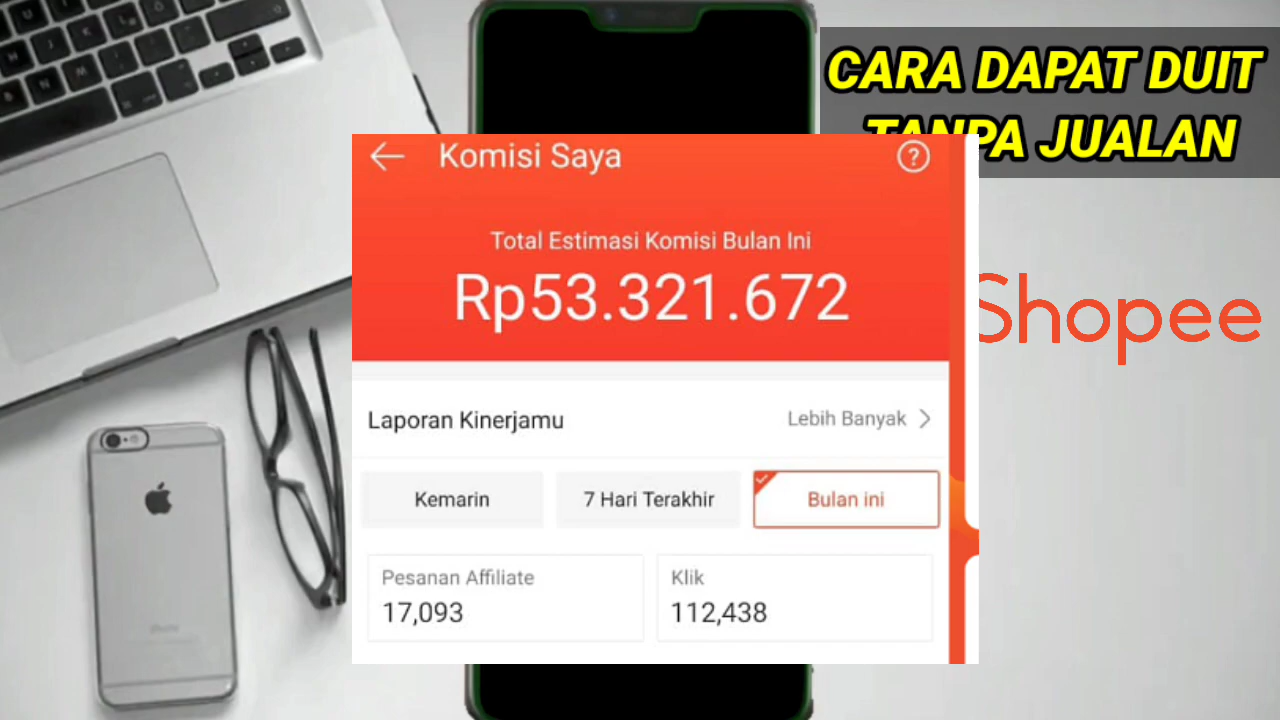 CARA DAPAT DUIT
TANPA JUALAN
Komisi Saya
Total Estimasi Komisi Bulan Ini
Rp53.321.672
Shopee
Laporan Kinerjamu
Lebih Banyak
Kemarin
7 Hari Terakhir
Bulan ini
Pesanan Affiliate
17,093
Klik
112,438